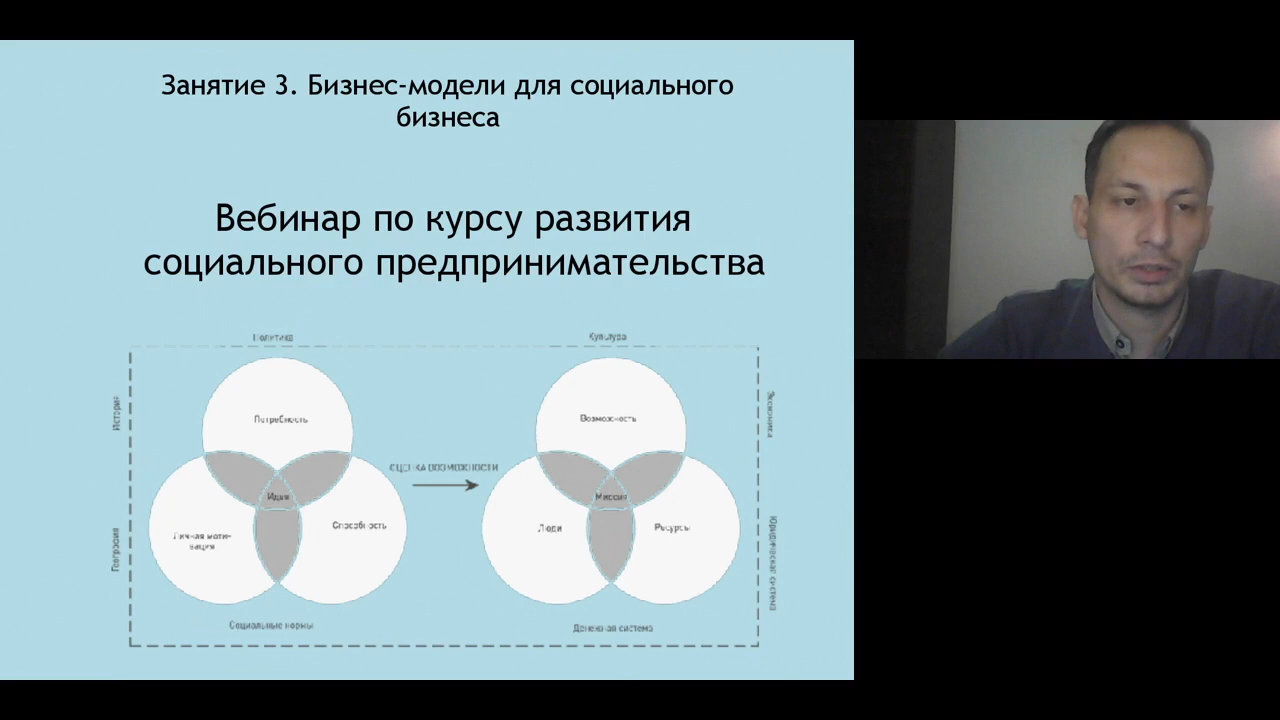 Занятие 3. Бизнес-модели для социального
бизнеса
Вебинар по курсу развития
социального предпринимательства
Политика
Культура
История
Экономика
Потребность
Возможность
ОЦЕНКА ВОЗМОЖНОСТИ
Идея
Миссия
Личная моти-
вация
Способность
Люди
Ресурсы
География
Юридическая система
Социальные нормы
Денежная система